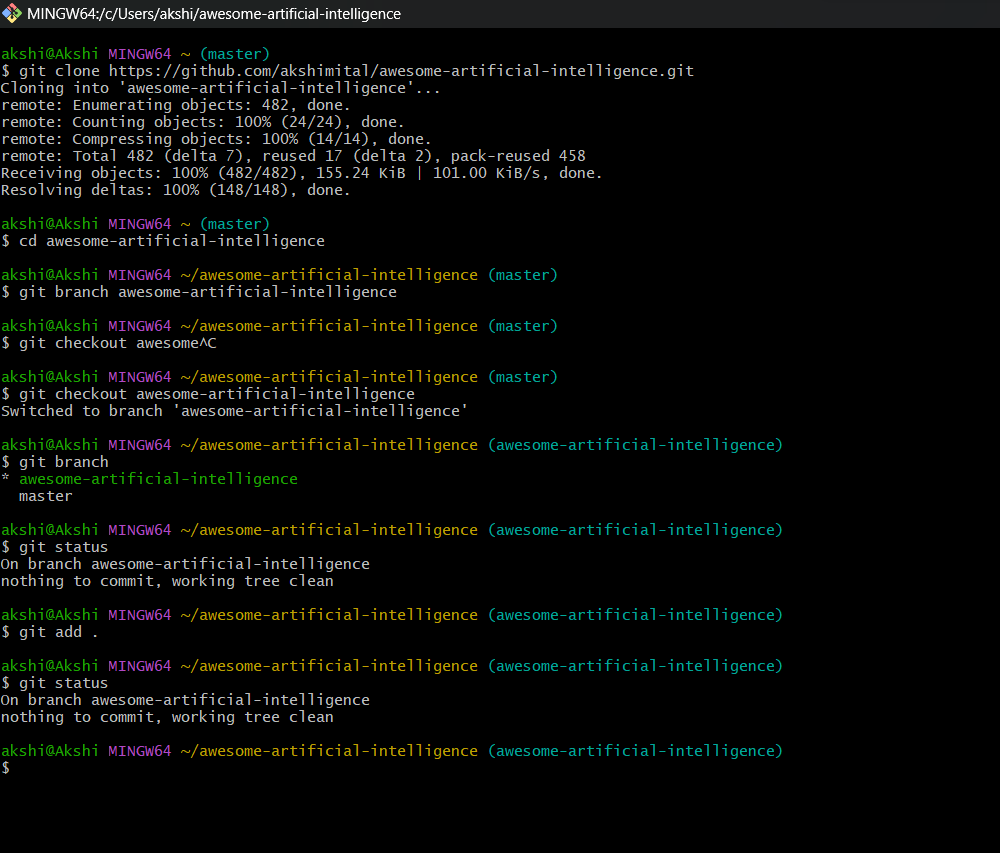 MINGW64:/c/Users/akshi/awesome-artificial-intelligence
akshi@Akshi MINGW64 ~ (master)
$ git clone https://github.com/akshimital/awesome-artificial-intelligence.git
Cloning into 'awesome-artificial-intelligence'...
remote: Enumerating objects: 482, done.
remote: Counting objects: 100% (24/24), done.
remote: Compressing objects: 100% (14/14), done.
remote: Total 482 (delta 7), reused 17 (delta 2), pack-reused 458
Receiving objects: 100% (482/482), 155.24 KiB | 101.00 KiB/s, done.
Resolving deltas: 100% (148/148), done.
akshi@Akshi MINGW64 ~ (master)
$ cd awesome-artificial-intelligence
akshi@Akshi MINGW64 ~/awesome-artificial-intelligence (master)
$ git branch awesome-artificial-intelligence
akshi@Akshi MINGW64 ~/awesome-artificial-intelligence (master)
$ git checkout awesome^C
akshi@Akshi MINGW64 ~/awesome-artificial-intelligence (master)
$ git checkout awesome-artificial-intelligence
Switched to branch 'awesome-artificial-intelligence'
akshi@Akshi MINGW64 ~/awesome-artificial-intelligence (awesome-artificial-intelligence)
$ git branch
* awesome-artificial-intelligence
master
akshi@Akshi MINGW64 ~/awesome-artificial-intelligence (awesome-artificial-intelligence)
$ git status
On branch awesome-artificial-intelligence
nothing to commit, working tree clean
akshi@Akshi MINGW64 ~/awesome-artificial-intelligence (awesome-artificial-intelligence)
$ git add .
akshi@Akshi MINGW64 ~/awesome-artificial-intelligence (awesome-artificial-intelligence)
$ git status
On branch awesome-artificial-intelligence
nothing to commit, working tree clean
akshi@Akshi MINGW64 ~/awesome-artificial-intelligence (awesome-artificial-intelligence)
$